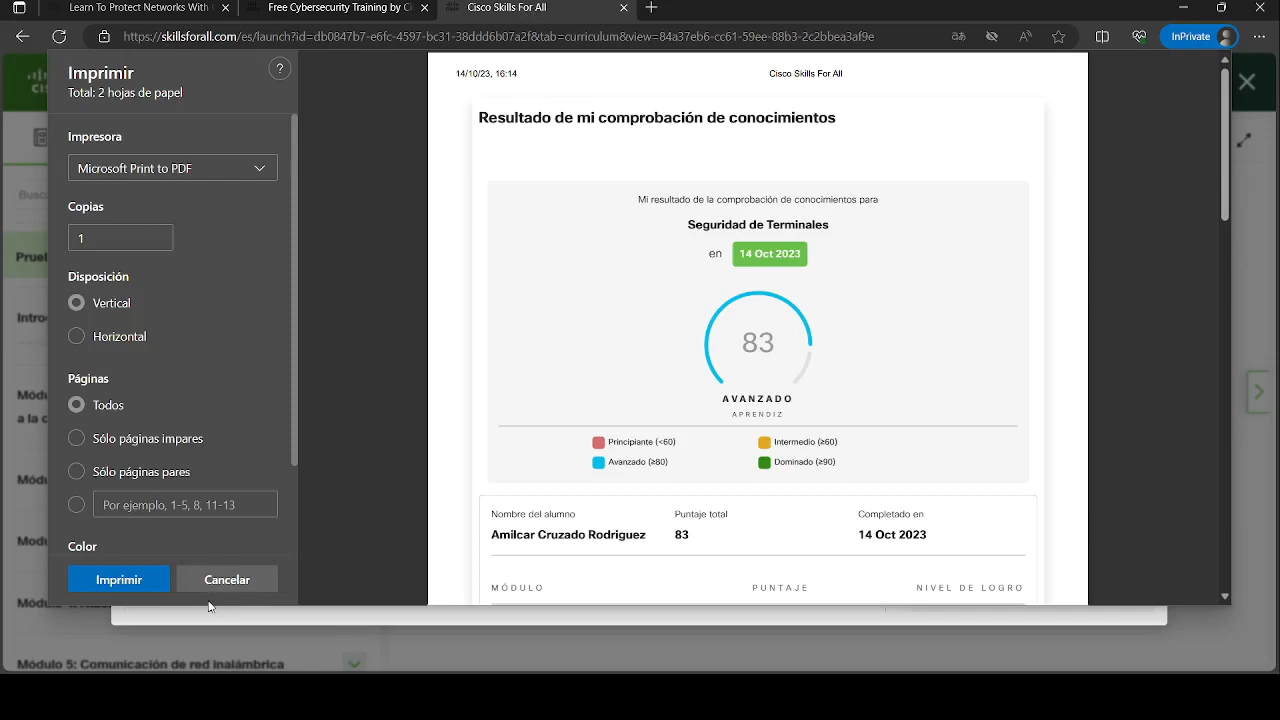 Learn To Protect Networks With
Free Cybersecurity Training by Ci
Cisco Skills For All
https://skillsforall.com/es/launch?id=db0847b7-e6fc-4597-bc31-38ddd6b07a2f&tab=curriculum&view=84a37eb6-cc61-59ee-88b3-2c2bbea3af9e
InPrivate
Imprimir
?
Total: 2 hojas de papel
Impresora
Microsoft Print to PDF
Copias
1
Disposición
Vertical
Horizontal
Páginas
Todos
Sólo páginas impares
Sólo páginas pares
Por ejemplo, 1-5, 8, 11-13
Color
Imprimir
Cancelar
14/10/23, 16:14
Cisco Skills For All
Resultado de mi comprobación de conocimientos
Mi resultado de la comprobación de conocimientos para
Seguridad de Terminales
en 14 Oct 2023
83
AVANZADO
APRENDIZ
Principiante (<60)
Intermedio (≥60)
Avanzado (≥80)
Dominado (≥90)
Nombre del alumno
Puntaje total
Completado en
Amilcar Cruzado Rodriguez
83
14 Oct 2023
MÓDULO
PUNTAJE
NIVEL DE LOGRO
Módulo 5: Comunicación de red inalámbrica